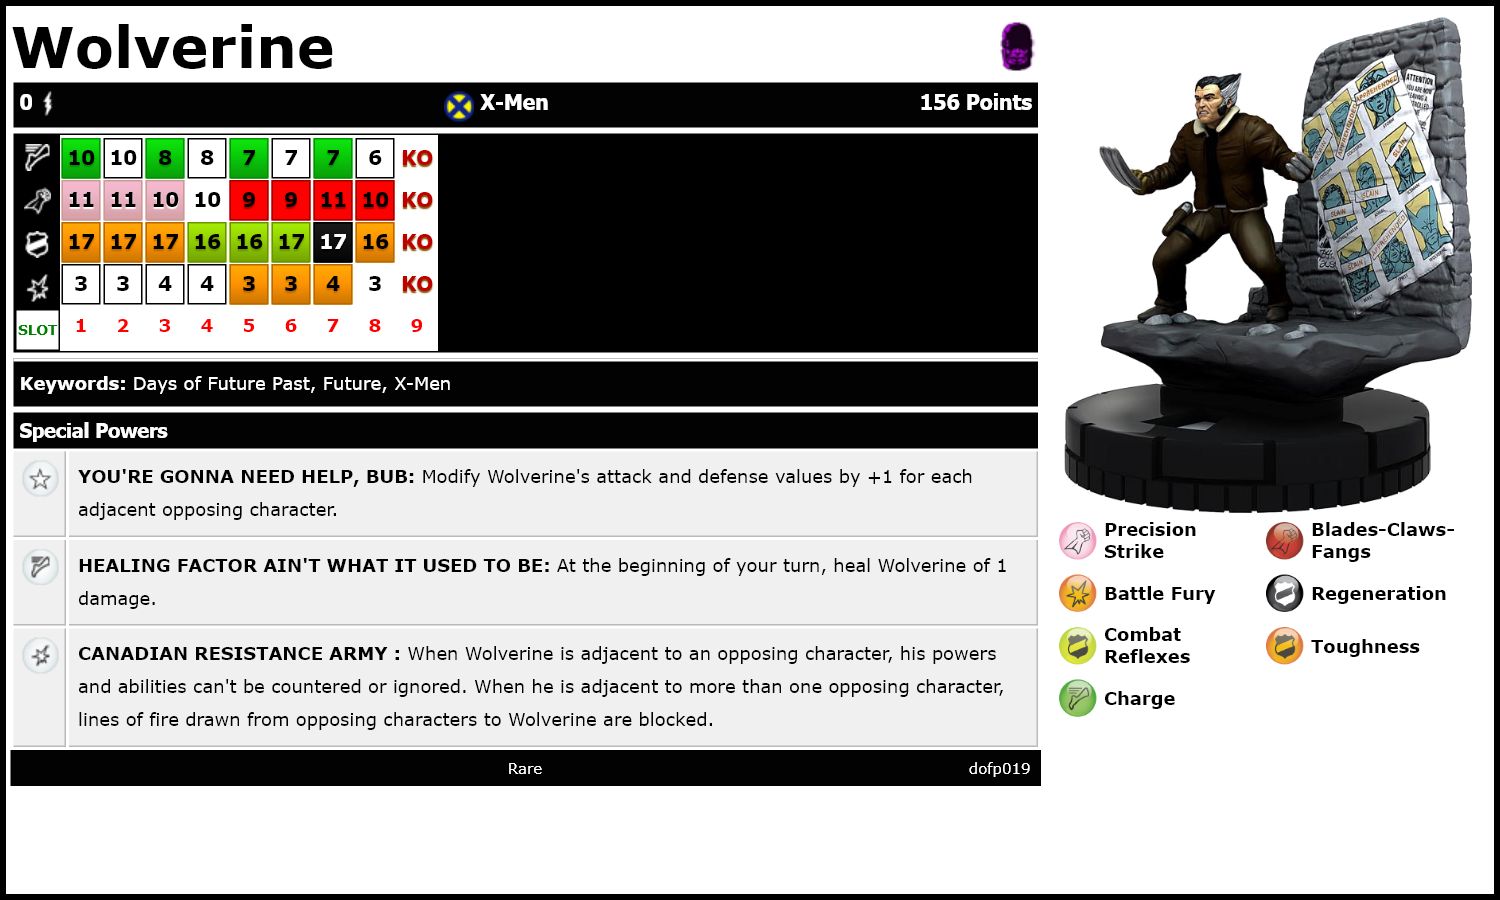 Wolverine
0 X-Men 156 Points
10 10 8 8 7 7 7 6 KO
11 11 10 10 9 9 11 10 KO
17 17 17 16 16 17 17 16 KO
3 3 4 4 3 3 4 3 KO
SLOT 1 2 3 4 5 6 7 8 9
Keywords: Days of Future Past, Future, X-Men
Special Powers
YOU'RE GONNA NEED HELP, BUB: Modify Wolverine's attack and defense values by +1 for each
adjacent opposing character.
HEALING FACTOR AIN'T WHAT IT USED TO BE: At the beginning of your turn, heal Wolverine of 1
damage.
CANADIAN RESISTANCE ARMY : When Wolverine is adjacent to an opposing character, his powers
and abilities can't be countered or ignored. When he is adjacent to more than one opposing character,
lines of fire drawn from opposing characters to Wolverine are blocked.
Rare dofp019
APPREHENDED
ATTENTION
APPREHENDED
SLAIN
SLAIN
SLAIN
APPREHENDED
SLAIN
Precision
Strike
Blades-Claws-
Fangs
Battle Fury
Regeneration
Combat
Reflexes
Toughness
Charge